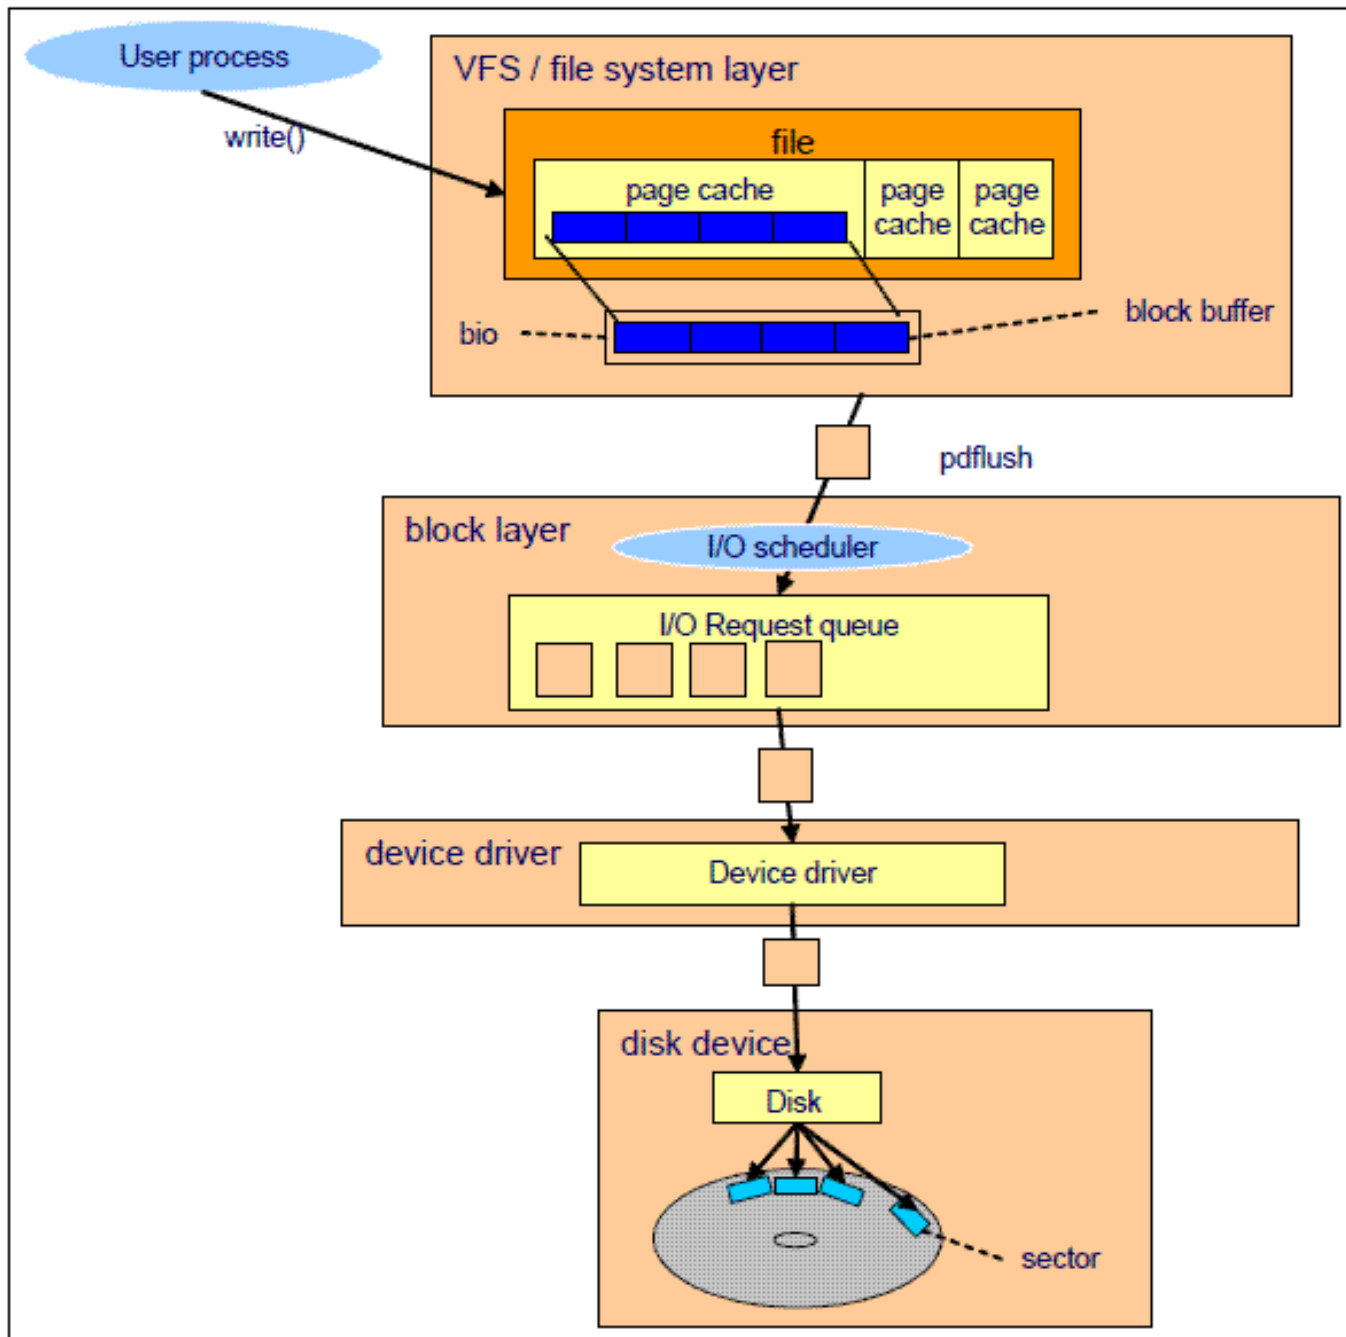 User process
VFS / file system layer
write()
file
page cache
page
cache
page
cache
bio
block buffer
pdflush
block layer
I/O scheduler
I/O Request queue
device driver
Device driver
disk device
Disk
sector